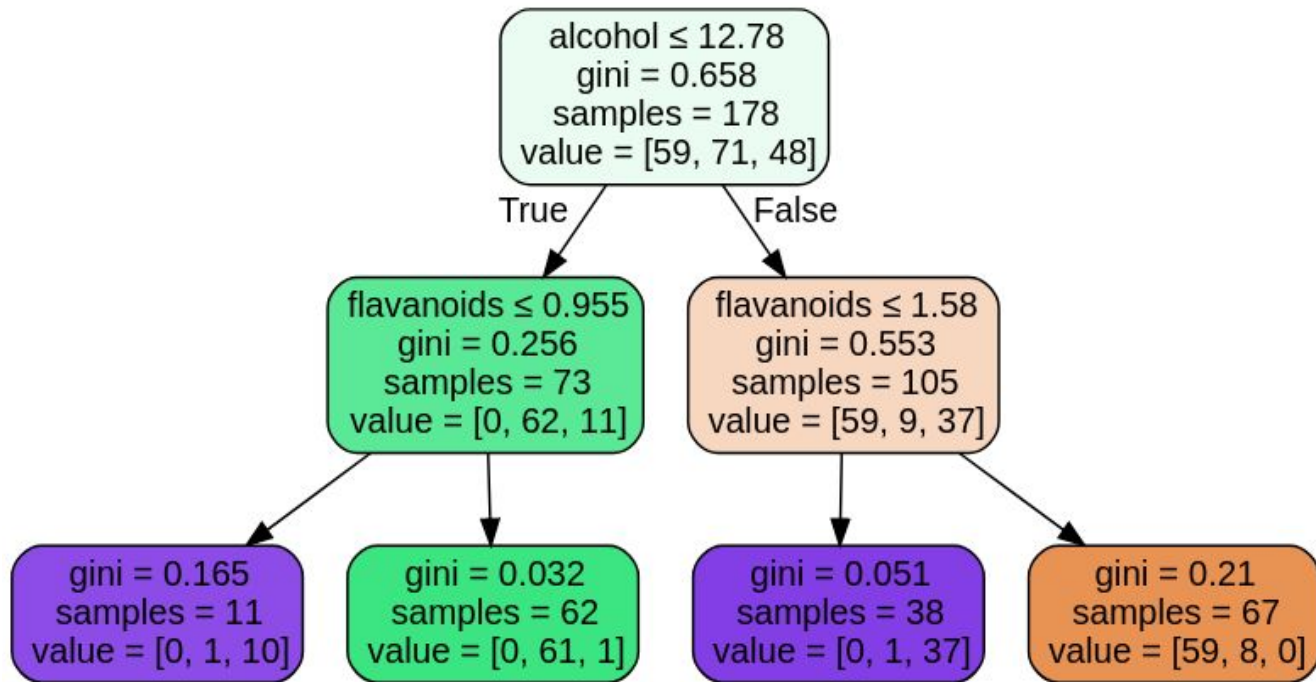 alcohol ≤ 12.78
gini = 0.658
samples = 178
value = [59, 71, 48]
True
False
flavanoids ≤ 0.955
gini = 0.256
samples = 73
value = [0, 62, 11]
flavanoids ≤ 1.58
gini = 0.553
samples = 105
value = [59, 9, 37]
gini = 0.165
samples = 11
value = [0, 1, 10]
gini = 0.032
samples = 62
value = [0, 61, 1]
gini = 0.051
samples = 38
value = [0, 1, 37]
gini = 0.21
samples = 67
value = [59, 8, 0]